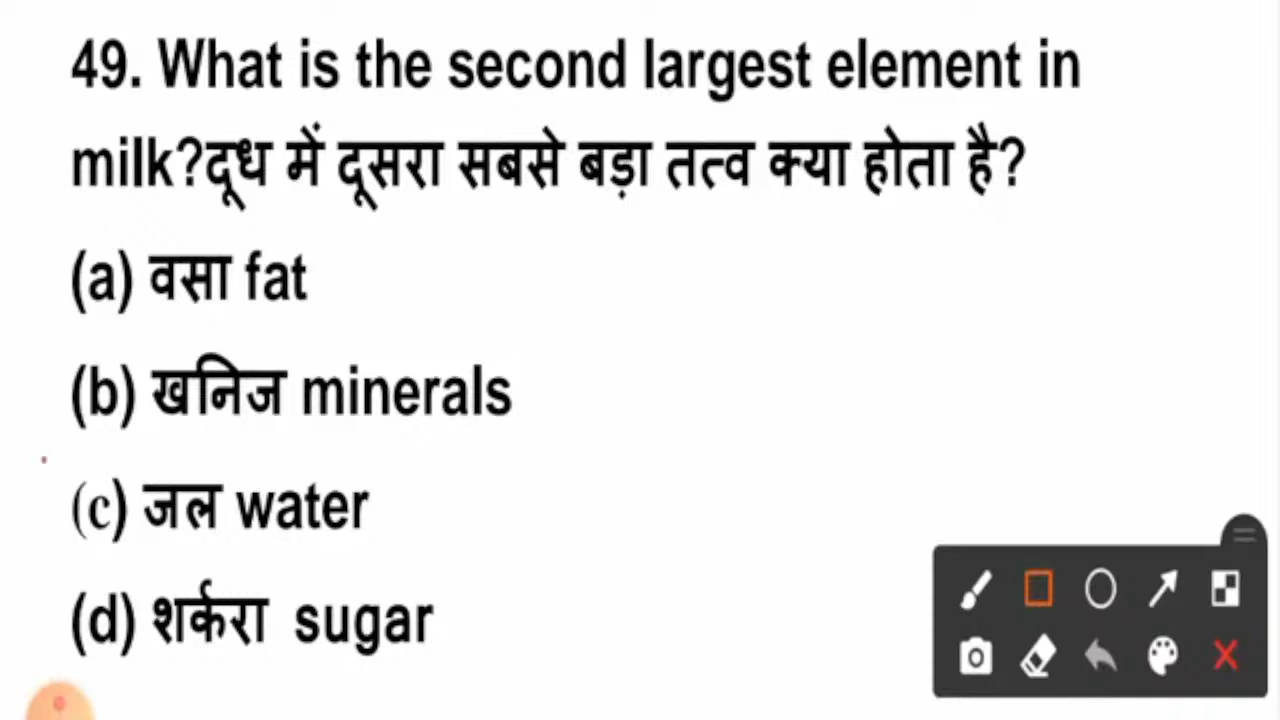 49. What is the second largest element in
milk?दूध में दूसरा सबसे बड़ा तत्व क्या होता है?
(a) वसा fat
(b) खनिज minerals
(c) जल water
(d) शर्करा sugar